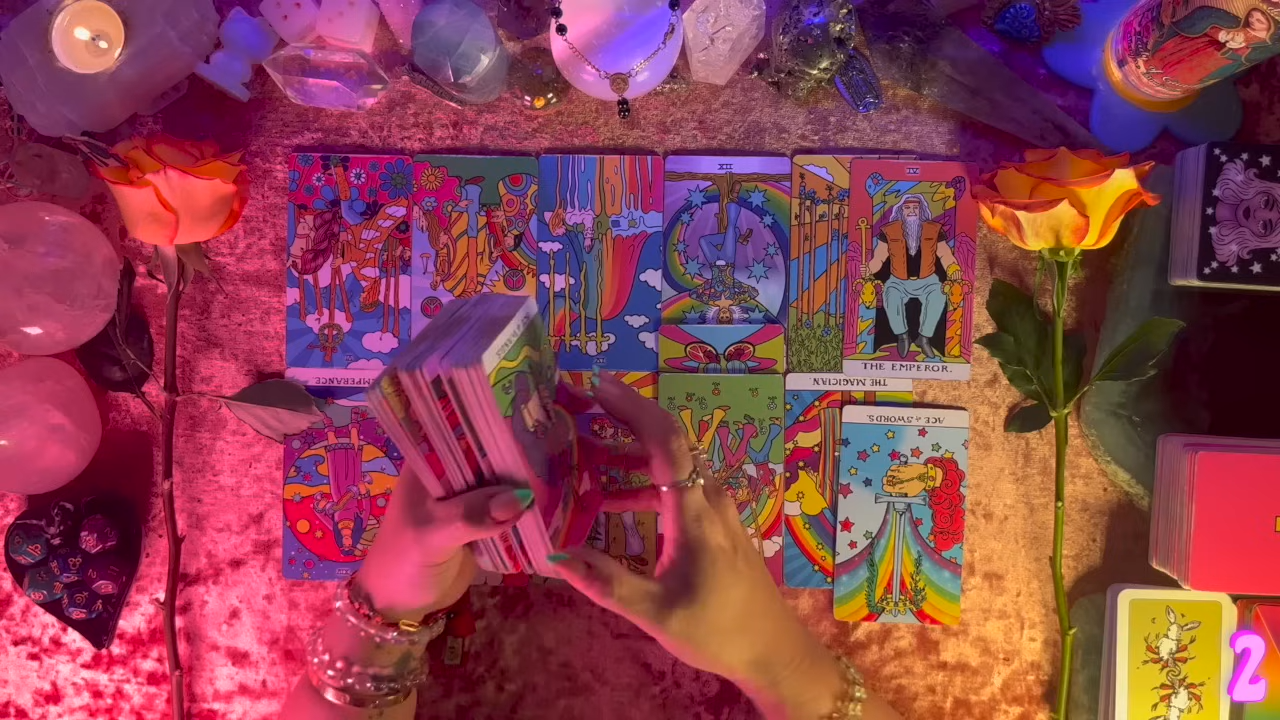 XII
IV
THE EMPEROR.
TEMPERANCE
THE MAGICIAN
ACE of SWORDS.
2